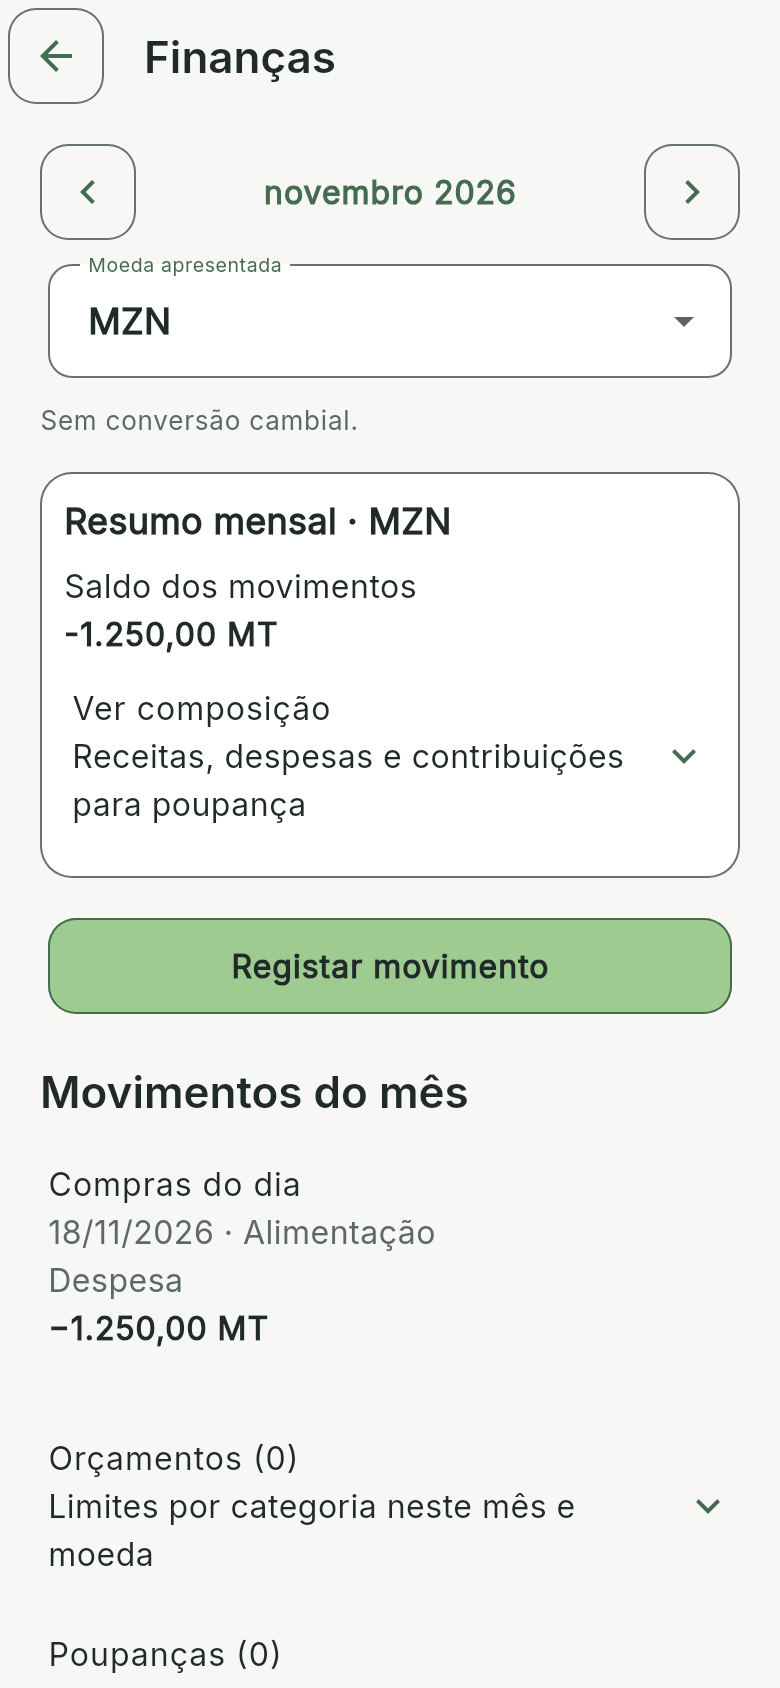 Finanças
novembro 2026
Moeda apresentada
MZN
Sem conversão cambial.
Resumo mensal · MZN
Saldo dos movimentos
-1.250,00 MT
Ver composição
Receitas, despesas e contribuições
para poupança
Registar movimento
Movimentos do mês
Compras do dia
18/11/2026 · Alimentação
Despesa
−1.250,00 MT
Orçamentos (0)
Limites por categoria neste mês e
moeda
Poupanças (0)